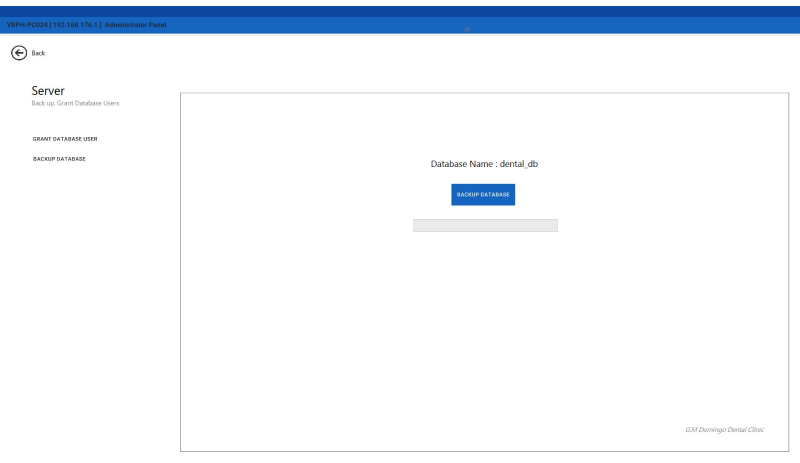 VRPH-PC024 | 192.168.176.1 | Administrator Panel
Back
Server
Back up, Grant Database Users
GRANT DATABASE USER
BACKUP DATABASE
Database Name : dental_db
BACKUP DATABASE
G.M Domingo Dental Clinic